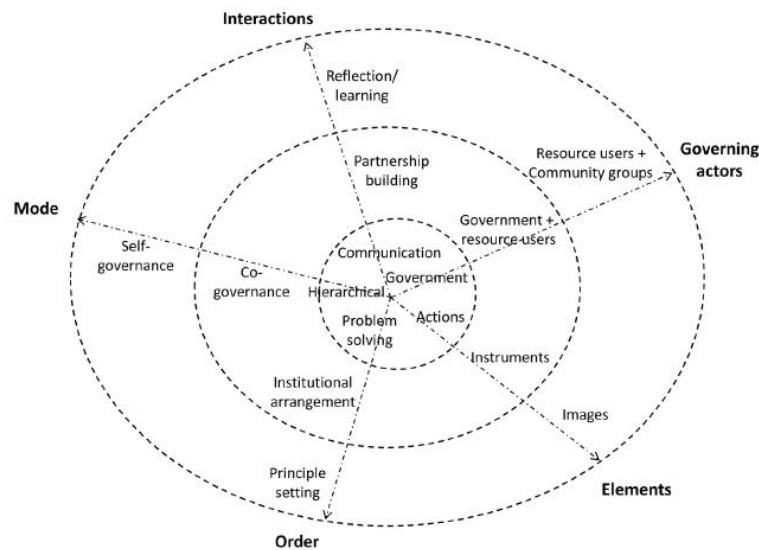 Interactions
Reflection/
learning
Resource users +
Community groups
Governing
actors
Partnership
building
Mode
Government +
resource users
Self-
governance
Communication
Co-
governance
Government
Hierarchical
Actions
Problem
solving
Instruments
Institutional
arrangement
Images
Principle
setting
Elements
Order